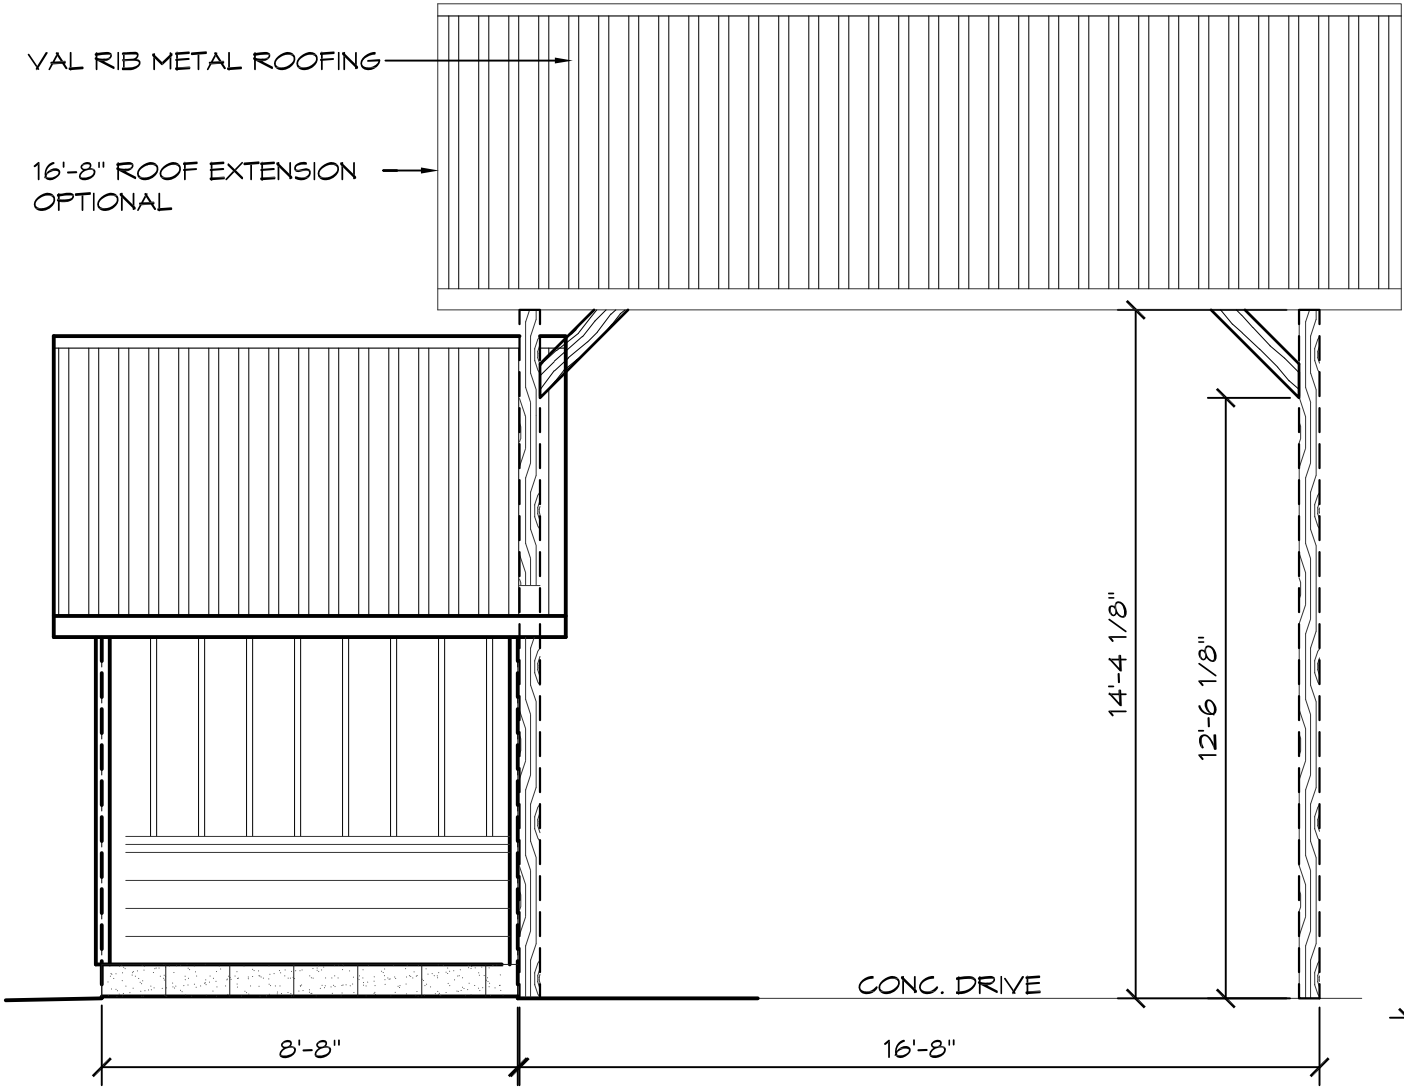 VAL RIB METAL ROOFING
16'-8" ROOF EXTENSION
OPTIONAL
14'-4 1/8"
12'-6 1/8"
CONC. DRIVE
8'-8"
16'-8"